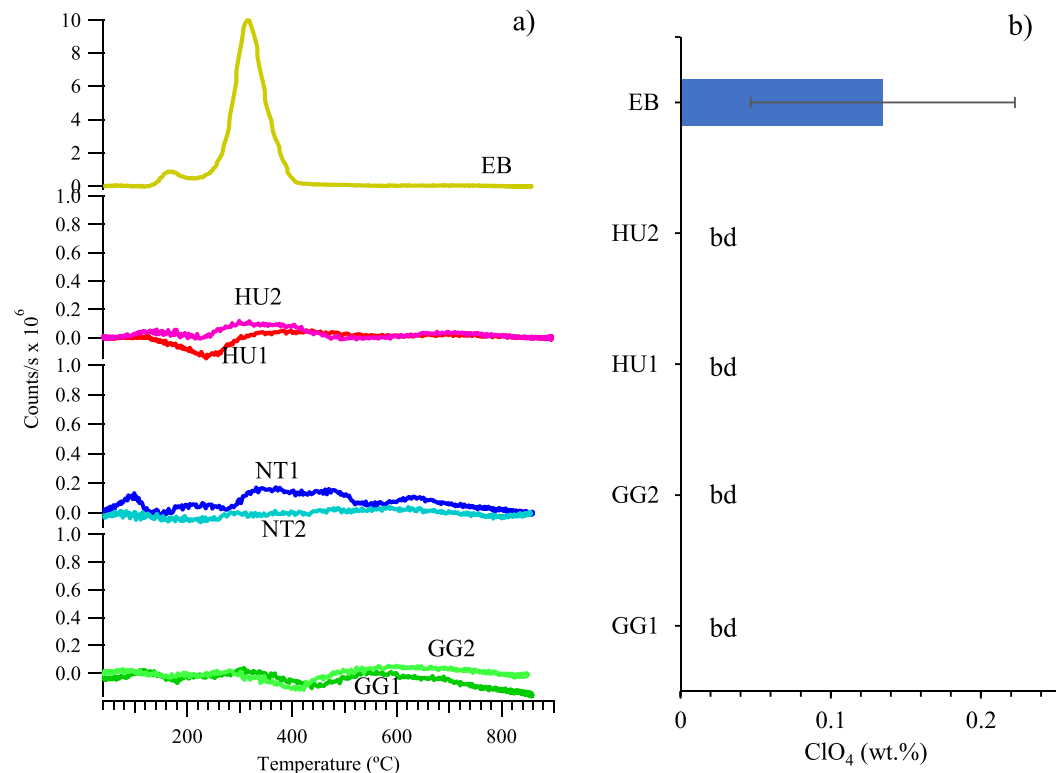 a)
10
8
6
4
2
0
EB
1.0
0.8
0.6
0.4
0.2
0.0
HU2
HU1
1.0
0.8
0.6
0.4
0.2
0.0
NT1
NT2
1.0
0.8
0.6
0.4
0.2
0.0
GG2
GG1
Counts/s x 10⁶
200 400 600 800
Temperature (ºC)
b)
EB
HU2 bd
HU1 bd
GG2 bd
GG1 bd
0 0.1 0.2
ClO₄ (wt.%)